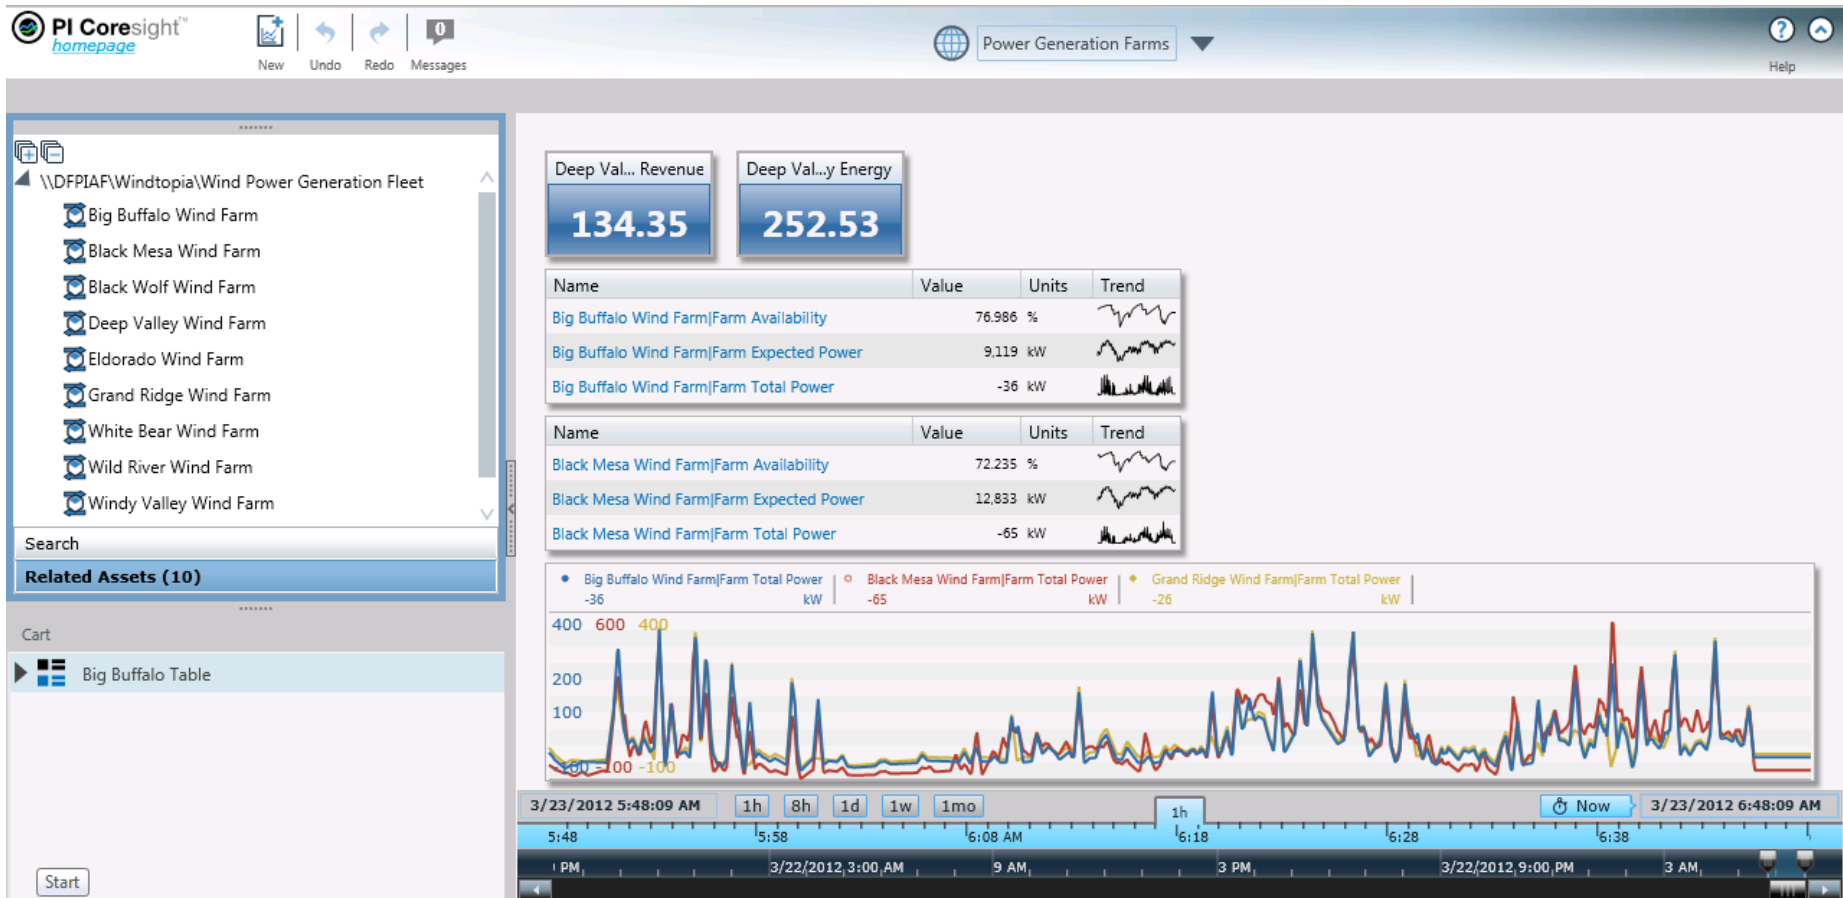 PI Coresight™
homepage
New Undo Redo 0 Messages
Power Generation Farms
Help
\\DFPIAF\Windtopia\Wind Power Generation Fleet
Big Buffalo Wind Farm
Black Mesa Wind Farm
Black Wolf Wind Farm
Deep Valley Wind Farm
Eldorado Wind Farm
Grand Ridge Wind Farm
White Bear Wind Farm
Wild River Wind Farm
Windy Valley Wind Farm
Search
Related Assets (10)
Cart
Big Buffalo Table
Start
Deep Val... Revenue
134.35
Deep Val...y Energy
252.53
Name Value Units Trend
Big Buffalo Wind Farm|Farm Availability 76.986 %
Big Buffalo Wind Farm|Farm Expected Power 9,119 kW
Big Buffalo Wind Farm|Farm Total Power -36 kW
Name Value Units Trend
Black Mesa Wind Farm|Farm Availability 72.235 %
Black Mesa Wind Farm|Farm Expected Power 12,833 kW
Black Mesa Wind Farm|Farm Total Power -65 kW
Big Buffalo Wind Farm|Farm Total Power Black Mesa Wind Farm|Farm Total Power Grand Ridge Wind Farm|Farm Total Power
-36 kW -65 kW -26 kW
400 600 400
200
100
-100 -100 -100
3/23/2012 5:48:09 AM 1h 8h 1d 1w 1mo 1h Now 3/23/2012 6:48:09 AM
5:48 5:58 6:08 AM 6:18 6:28 6:38
PM 3/22/2012 3:00 AM 9 AM 3 PM 3/22/2012 9:00 PM 3 AM